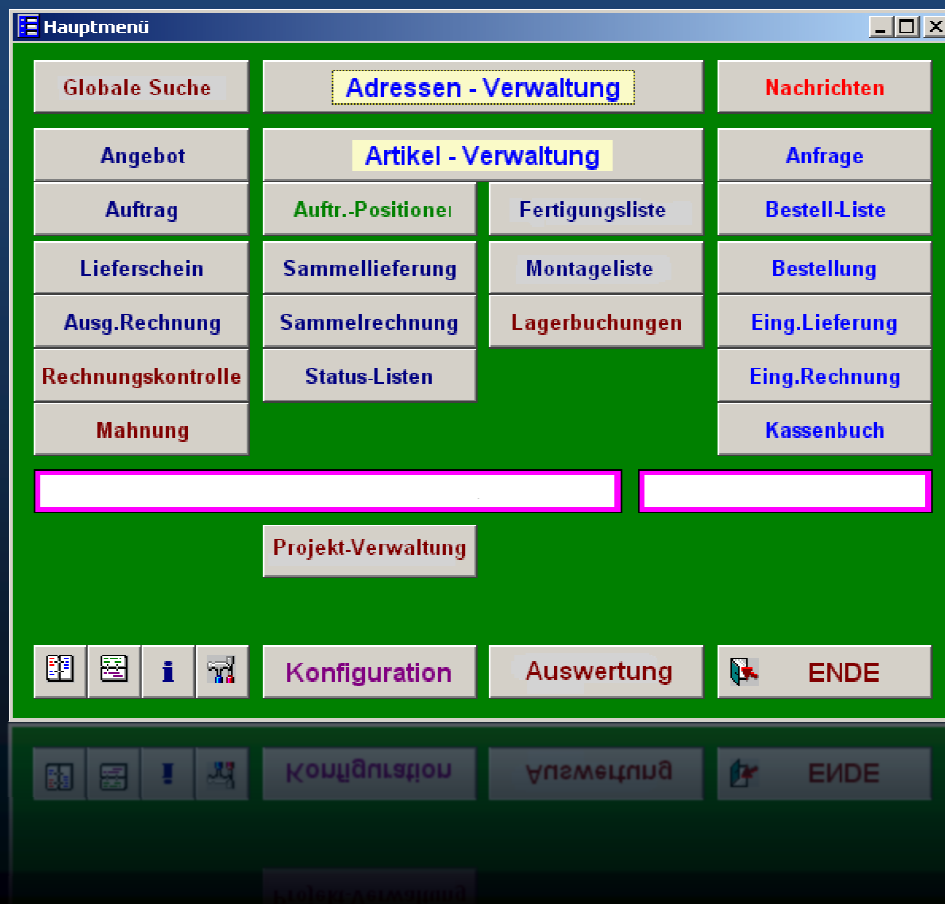 Hauptmenü
Globale Suche
Adressen - Verwaltung
Nachrichten
Angebot
Artikel - Verwaltung
Anfrage
Auftrag
Auftr.-Positionen
Fertigungsliste
Bestell-Liste
Lieferschein
Sammellieferung
Montageliste
Bestellung
Ausg.Rechnung
Sammelrechnung
Lagerbuchungen
Eing.Lieferung
Rechnungskontrolle
Status-Listen
Eing.Rechnung
Mahnung
Kassenbuch
Projekt-Verwaltung
i
Konfiguration
Auswertung
ENDE